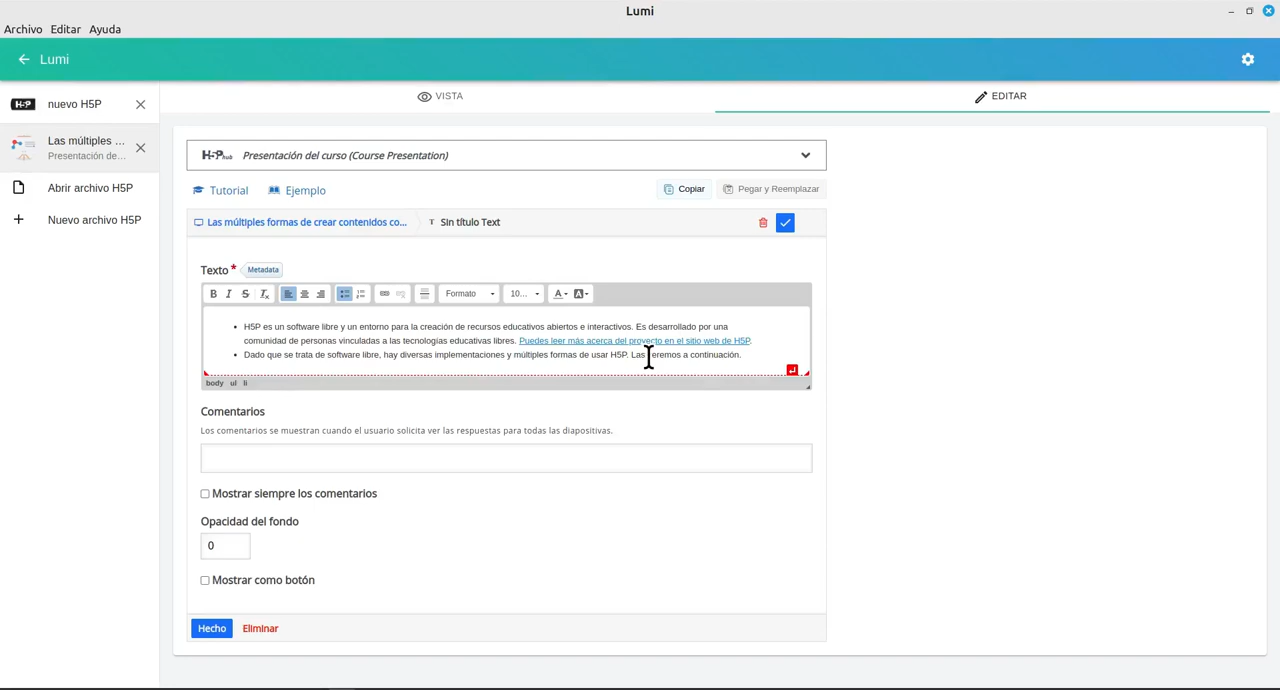 Lumi
Archivo Editar Ayuda
Lumi
H5P nuevo H5P
VISTA
EDITAR
Las múltiples ...
Presentación de...
Abrir archivo H5P
Nuevo archivo H5P
H5P hub Presentación del curso (Course Presentation)
Tutorial Ejemplo Copiar Pegar y Reemplazar
Las múltiples formas de crear contenidos co... T Sin título Text
Texto * Metadata
B I S Tx Formato 10... A A
H5P es un software libre y un entorno para la creación de recursos educativos abiertos e interactivos. Es desarrollado por una
comunidad de personas vinculadas a las tecnologías educativas libres. Puedes leer más acerca del proyecto en el sitio web de H5P.
Dado que se trata de software libre, hay diversas implementaciones y múltiples formas de usar H5P. Las eremos a continuación.
body ul li
Comentarios
Los comentarios se muestran cuando el usuario solicita ver las respuestas para todas las diapositivas.
Mostrar siempre los comentarios
Opacidad del fondo
0
Mostrar como botón
Hecho Eliminar